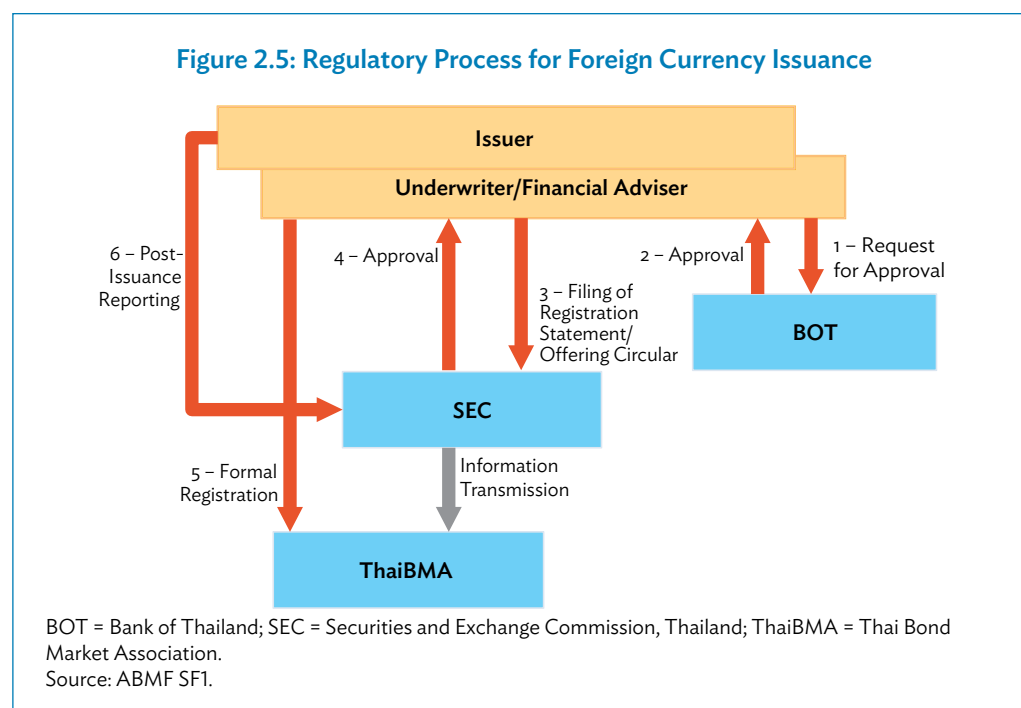 Figure 2.5: Regulatory Process for Foreign Currency Issuance
Issuer
Underwriter/Financial Adviser
6 – Post-
Issuance
Reporting
4 – Approval
3 – Filing of
Registration
Statement/
Offering Circular
2 – Approval
1 – Request
for Approval
BOT
SEC
5 – Formal
Registration
Information
Transmission
ThaiBMA
BOT = Bank of Thailand; SEC = Securities and Exchange Commission, Thailand; ThaiBMA = Thai Bond
Market Association.
Source: ABMF SF1.